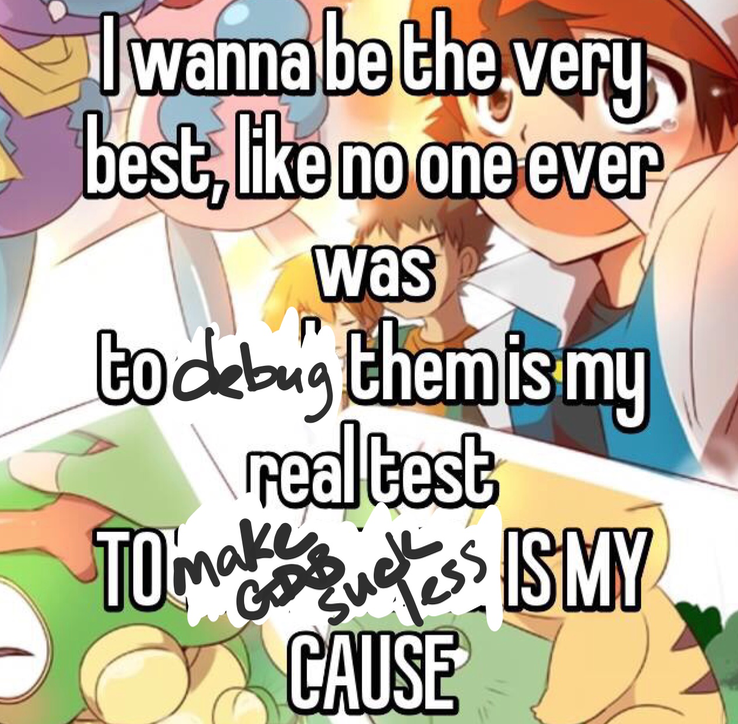 I wanna be the very
best, like no one ever
was
to debug them is my
real test
TO make GDB suck less IS MY
CAUSE